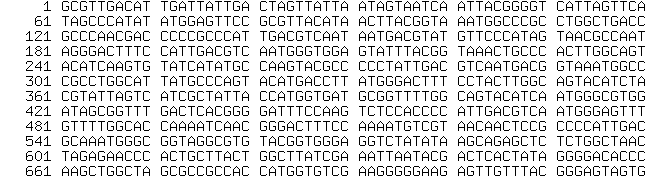 1 GCGTTGACAT TGATTATTGA CTAGTTATTA ATAGTAATCA ATTACGGGGT CATTAGTTCA
61 TAGCCCATAT ATGGAGTTCC GCGTTACATA ACTTACGGTA AATGGCCCGC CTGGCTGACC
121 GCCCAACGAC CCCCGCCCAT TGACGTCAAT AATGACGTAT GTTCCCATAG TAACGCCAAT
181 AGGGACTTTC CATTGACGTC AATGGGTGGA GTATTTACGG TAAACTGCCC ACTTGGCAGT
241 ACATCAAGTG TATCATATGC CAAGTACGCC CCCTATTGAC GTCAATGACG GTAAATGGCC
301 CGCCTGGCAT TATGCCCAGT ACATGACCTT ATGGGACTTT CCTACTTGGC AGTACATCTA
361 CGTATTAGTC ATCGCTATTA CCATGGTGAT GCGGTTTTGG CAGTACATCA ATGGGCGTGG
421 ATAGCGGTTT GACTCACGGG GATTTCCAAG TCTCCACCCC ATTGACGTCA ATGGGAGTTT
481 GTTTTGGCAC CAAAATCAAC GGGACTTTCC AAAATGTCGT AACAACTCCG CCCCATTGAC
541 GCAAATGGGC GGTAGGCGTG TACGGTGGGA GGTCTATATA AGCAGAGCTC TCTGGCTAAC
601 TAGAGAACCC ACTGCTTACT GGCTTATCGA AATTAATACG ACTCACTATA GGGGACACCC
661 AAGCTGGCTA GCGCCGCCAC CATGGTGTCG AAGGGGGAAG AGTTGTTTAC GGGAGTAGTG